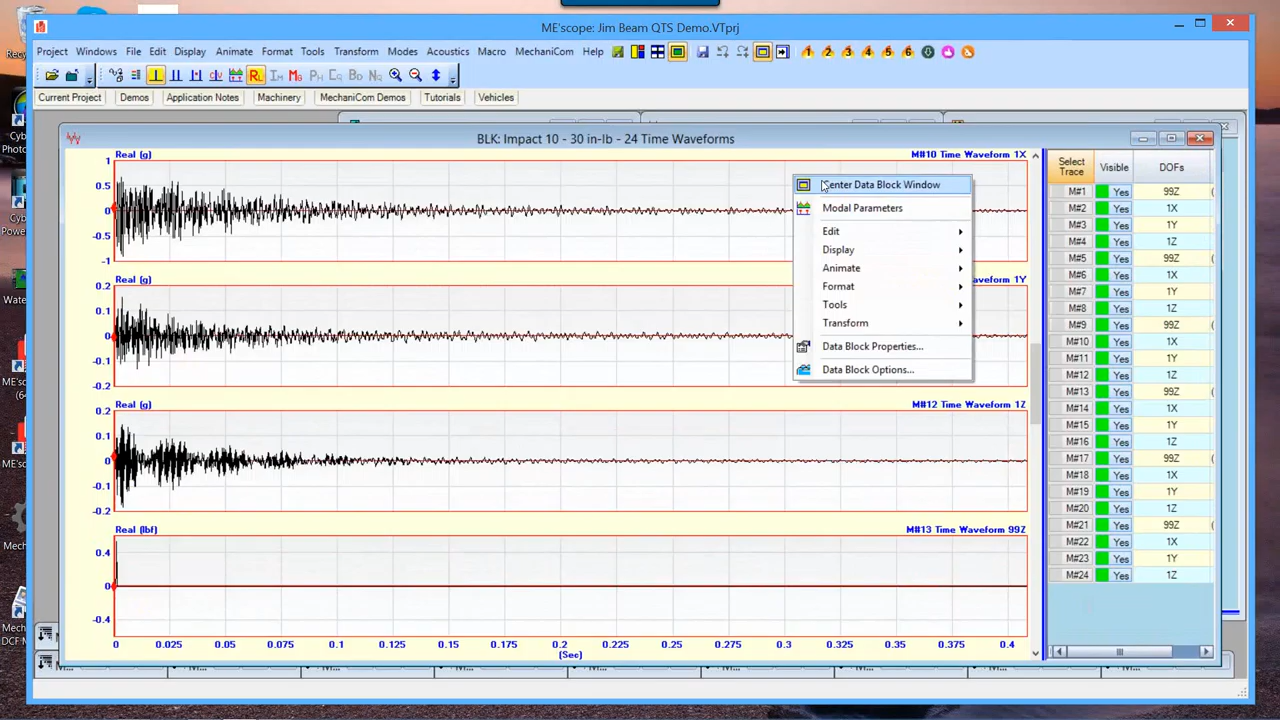 ME'scope: Jim Beam QTS Demo.VTprj
Project Windows File Edit Display Animate Format Tools Transform Modes Acoustics Macro MechaniCom Help
1 2 3 4 5 6
Current Project Demos Application Notes Machinery MechaniCom Demos Tutorials Vehicles
BLK: Impact 10 - 30 in-lb - 24 Time Waveforms
Real (g) M#10 Time Waveform 1X
1
0.5
0
-0.5
-1
Real (g) aveform 1Y
0.2
0.1
0
-0.1
-0.2
Real (g) M#12 Time Waveform 1Z
0.2
0.1
0
-0.1
-0.2
Real (lbf) M#13 Time Waveform 99Z
0.4
0
-0.4
0 0.025 0.05 0.075 0.1 0.125 0.15 0.175 0.2 0.225 0.25 0.275 0.3 0.325 0.35 0.375 0.4
(Sec)
Center Data Block Window
Modal Parameters
Edit
Display
Animate
Format
Tools
Transform
Data Block Properties...
Data Block Options...
Select Trace Visible DOFs
M#1 Yes 99Z
M#2 Yes 1X
M#3 Yes 1Y
M#4 Yes 1Z
M#5 Yes 99Z
M#6 Yes 1X
M#7 Yes 1Y
M#8 Yes 1Z
M#9 Yes 99Z
M#10 Yes 1X
M#11 Yes 1Y
M#12 Yes 1Z
M#13 Yes 99Z
M#14 Yes 1X
M#15 Yes 1Y
M#16 Yes 1Z
M#17 Yes 99Z
M#18 Yes 1X
M#19 Yes 1Y
M#20 Yes 1Z
M#21 Yes 99Z
M#22 Yes 1X
M#23 Yes 1Y
M#24 Yes 1Z